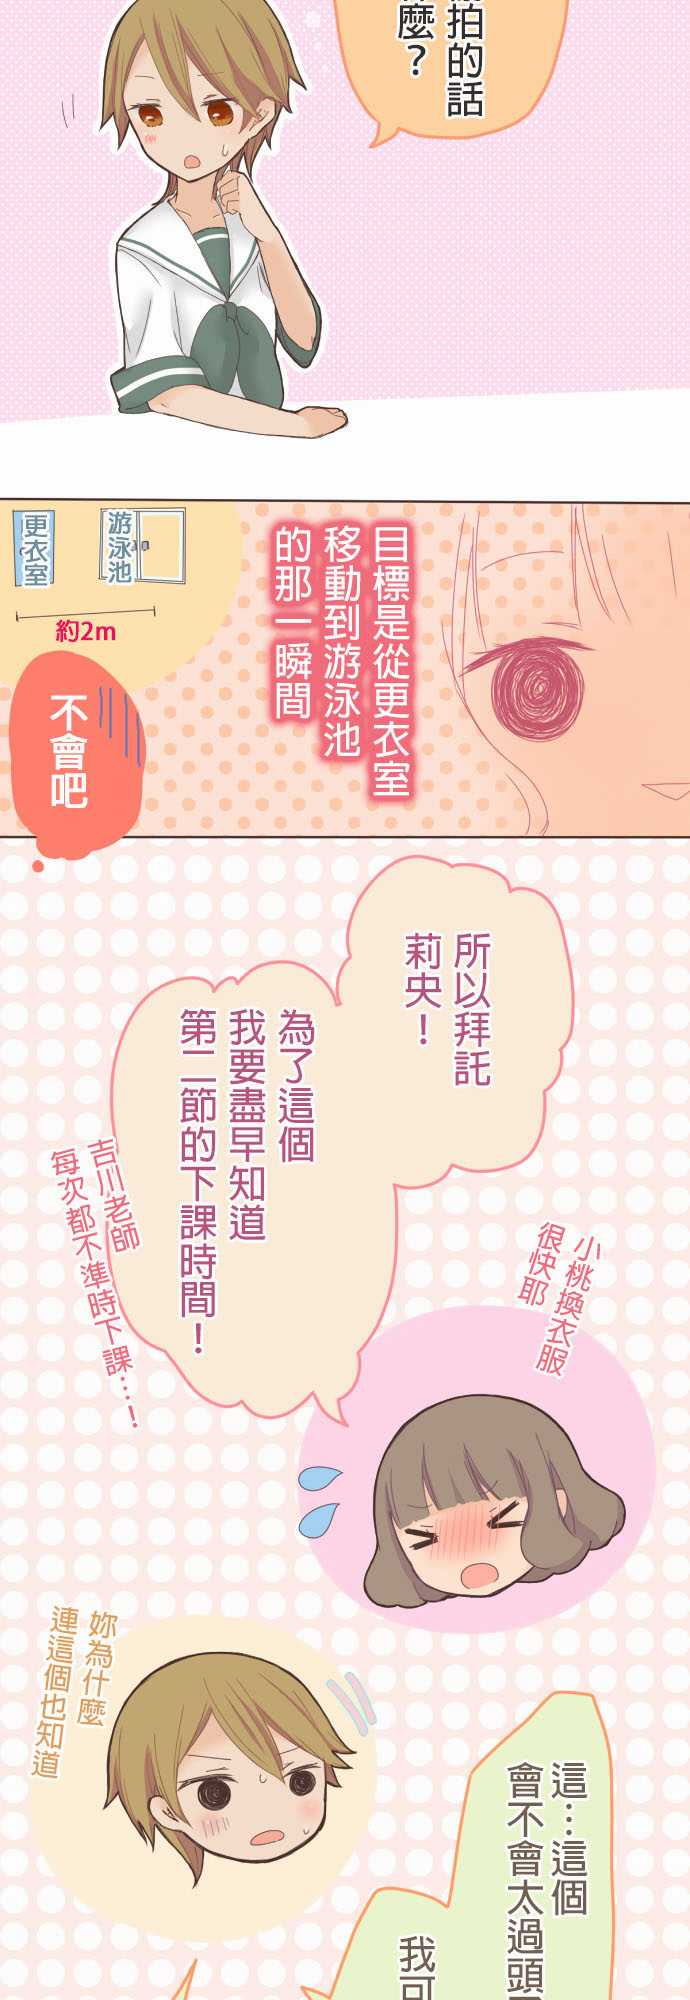 拍的話
麼？
目標是從更衣室
移動到游泳池
的那一瞬間
更衣室
游泳池
約2m
不會吧
所以拜託
莉央！
為了這個
我要盡早知道
第二節的下課時間！
吉川老師
每次都不準時下課…！
小桃換衣服
很快耶
妳為什麼
連這個也知道
這…這個
會不會太過頭
我可